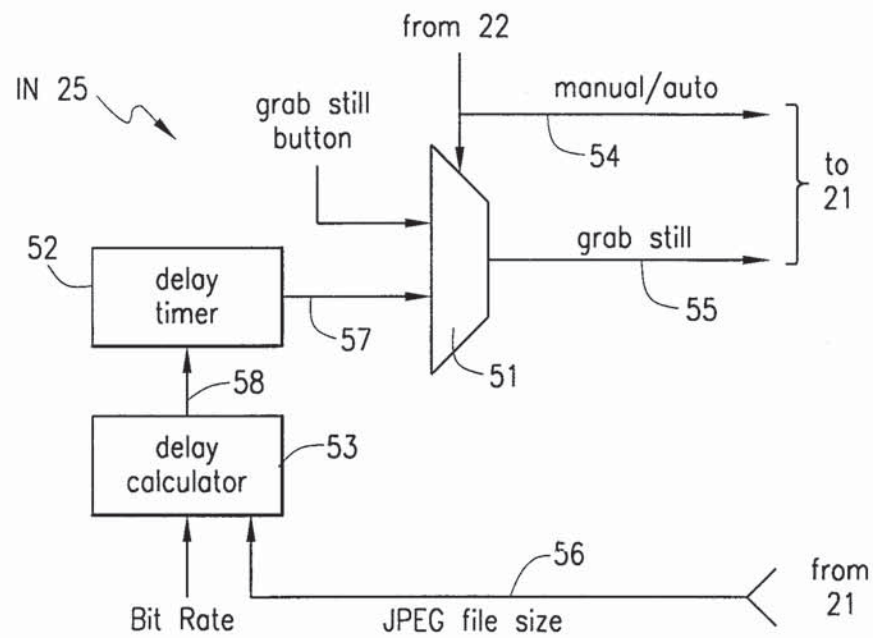 from 22
IN 25
manual/auto
grab still
button
54
to
21
52
delay
timer
grab still
57
55
51
58
delay
calculator
53
56
from
21
Bit Rate
JPEG file size